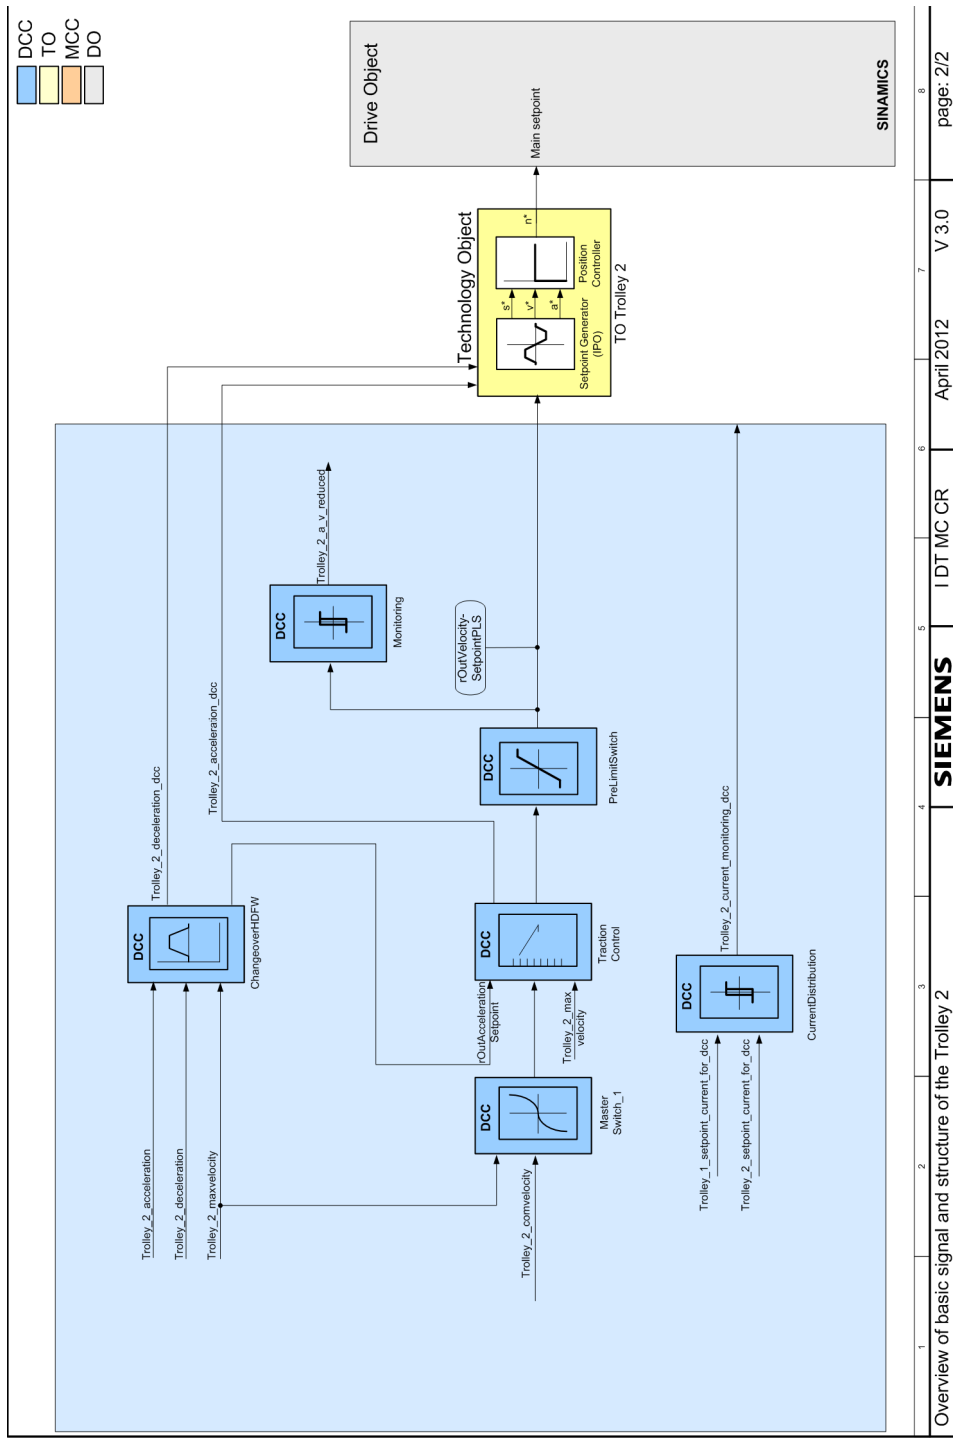 DCC
TO
MCC
DO
Trolley_2_acceleration
Trolley_2_deceleration
Trolley_2_maxvelocity
DCC
ChangeoverHDFW
Trolley_2_deceleration_dcc
Trolley_2_acceleration_dcc
DCC
Monitoring
Trolley_2_a_v_reduced
Trolley_2_comvelocity
DCC
Master
Switch_1
rOutAcceleration
Setpoint
Trolley_2_max
velocity
DCC
Traction
Control
DCC
PreLimitSwitch
rOutVelocity-
SetpointPLS
Technology Object
s*
v*
a*
n*
Setpoint Generator
(IPO)
Position
Controller
TO Trolley 2
Drive Object
Main setpoint
SINAMICS
Trolley_1_setpoint_current_for_dcc
Trolley_2_setpoint_current_for_dcc
DCC
CurrentDistribution
Trolley_2_current_monitoring_dcc
1
2
3
4
5
6
7
8
Overview of basic signal and structure of the Trolley 2
SIEMENS
I DT MC CR
April 2012
V 3.0
page: 2/2